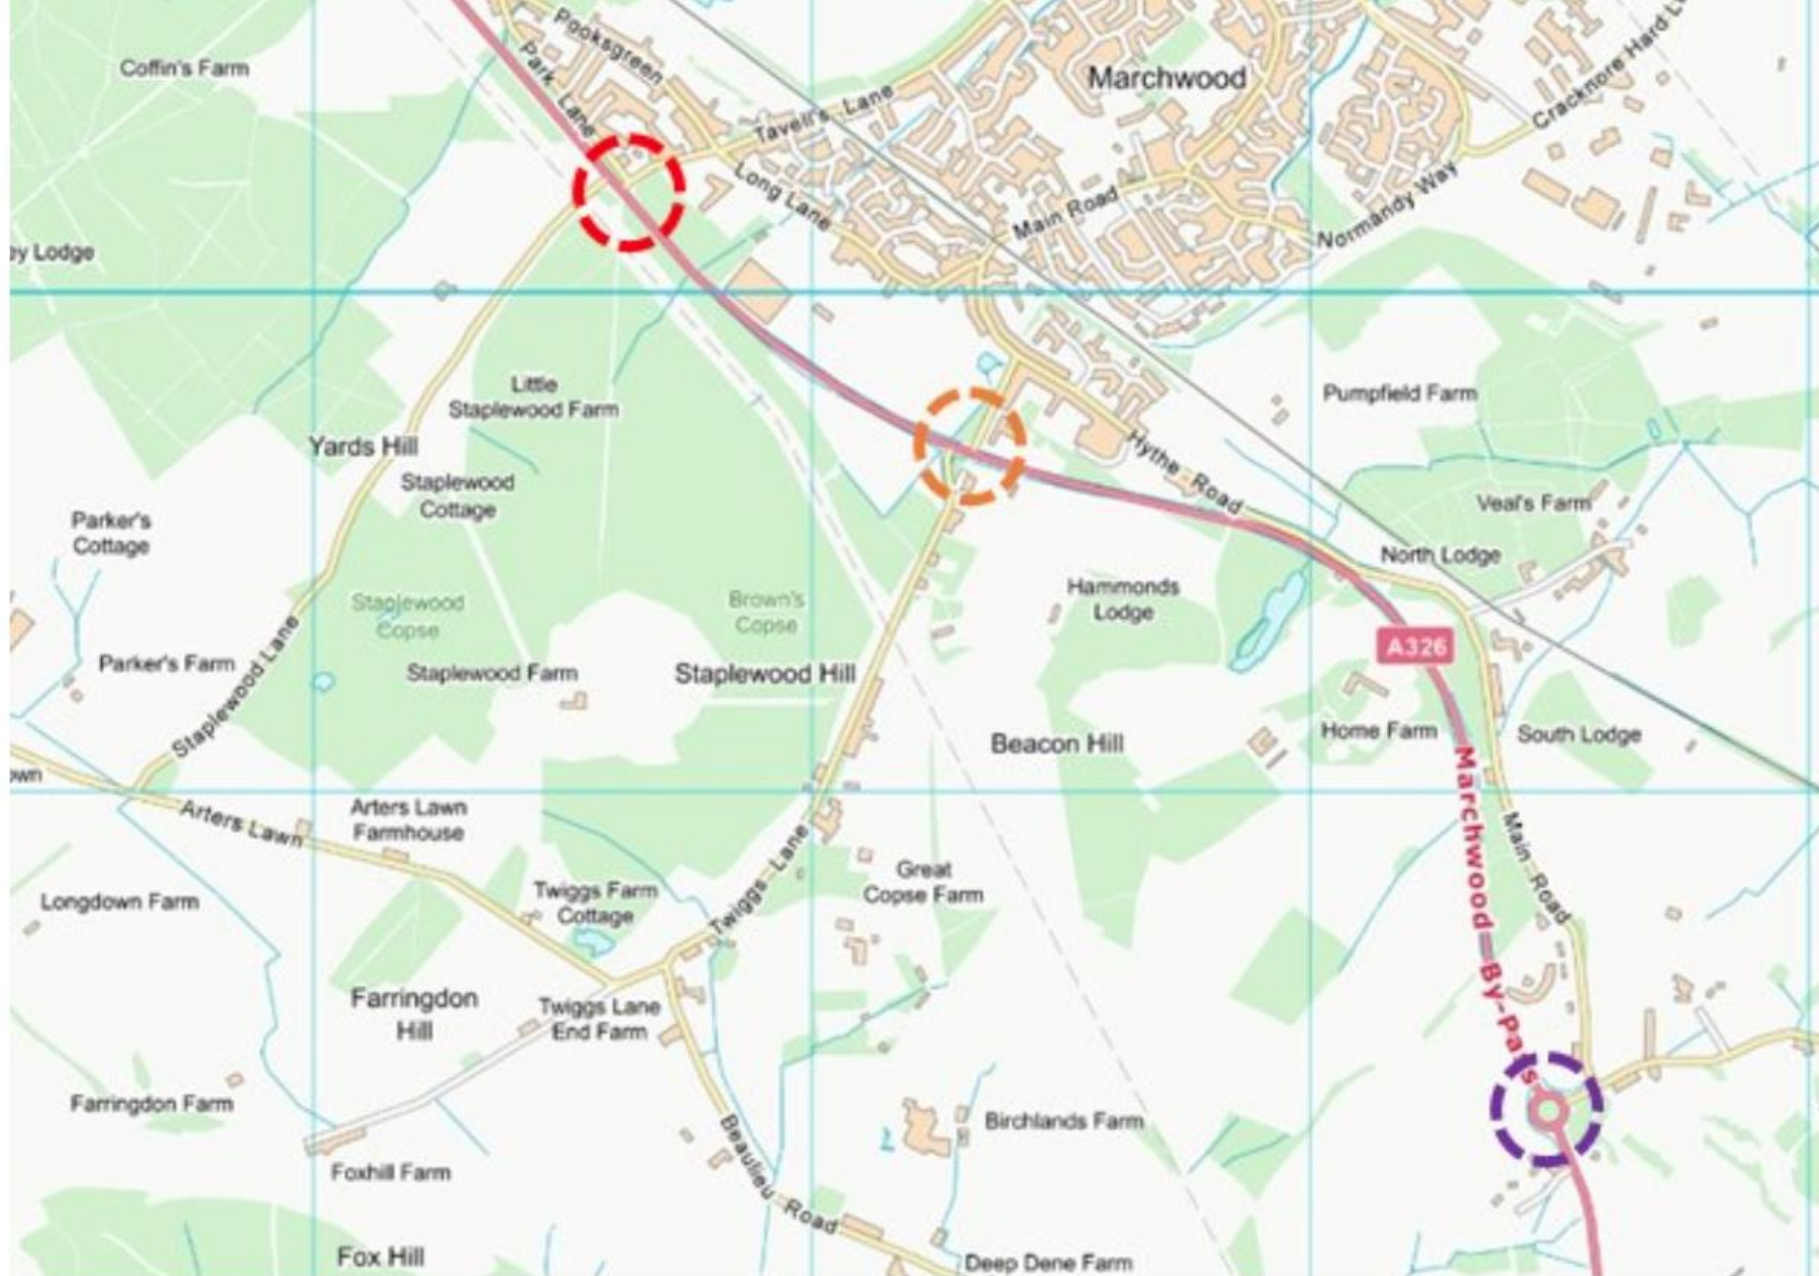 Pooksgreen
Coffin's Farm
Park Lane
Marchwood
Tavell's Lane
Cracknore Hard
Long Lane
Main Road
Normandy Way
ey Lodge
Little
Staplewood Farm
Pumpfield Farm
Yards Hill
Hythe Road
Staplewood
Cottage
Veal's Farm
Parker's
Cottage
North Lodge
Hammonds
Lodge
Staplewood
Copse
Brown's
Copse
A326
Parker's Farm
Staplewood Farm
Staplewood Hill
Staplewood Lane
Home Farm
South Lodge
Beacon Hill
own
Arters Lawn
Arters Lawn
Farmhouse
Twiggs Lane
Main Road
Marchwood By-Pass
Great
Copse Farm
Longdown Farm
Twiggs Farm
Cottage
Farringdon
Hill
Twiggs Lane
End Farm
Farringdon Farm
Birchlands Farm
Beaulieu Road
Foxhill Farm
Fox Hill
Deep Dene Farm